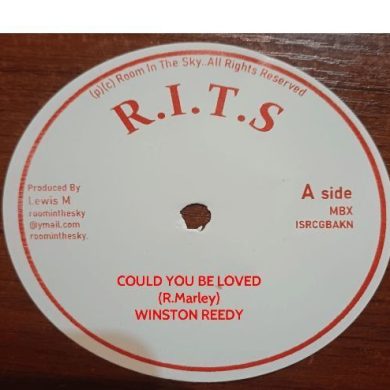 (p)(c) Room In The Sky..All Rights Reserved
R.I.T.S
Produced By
Lewis M
roominthesky
@ymail.com
roominthesky.
A side
MBX
ISRCGBAKN
COULD YOU BE LOVED
(R.Marley)
WINSTON REEDY